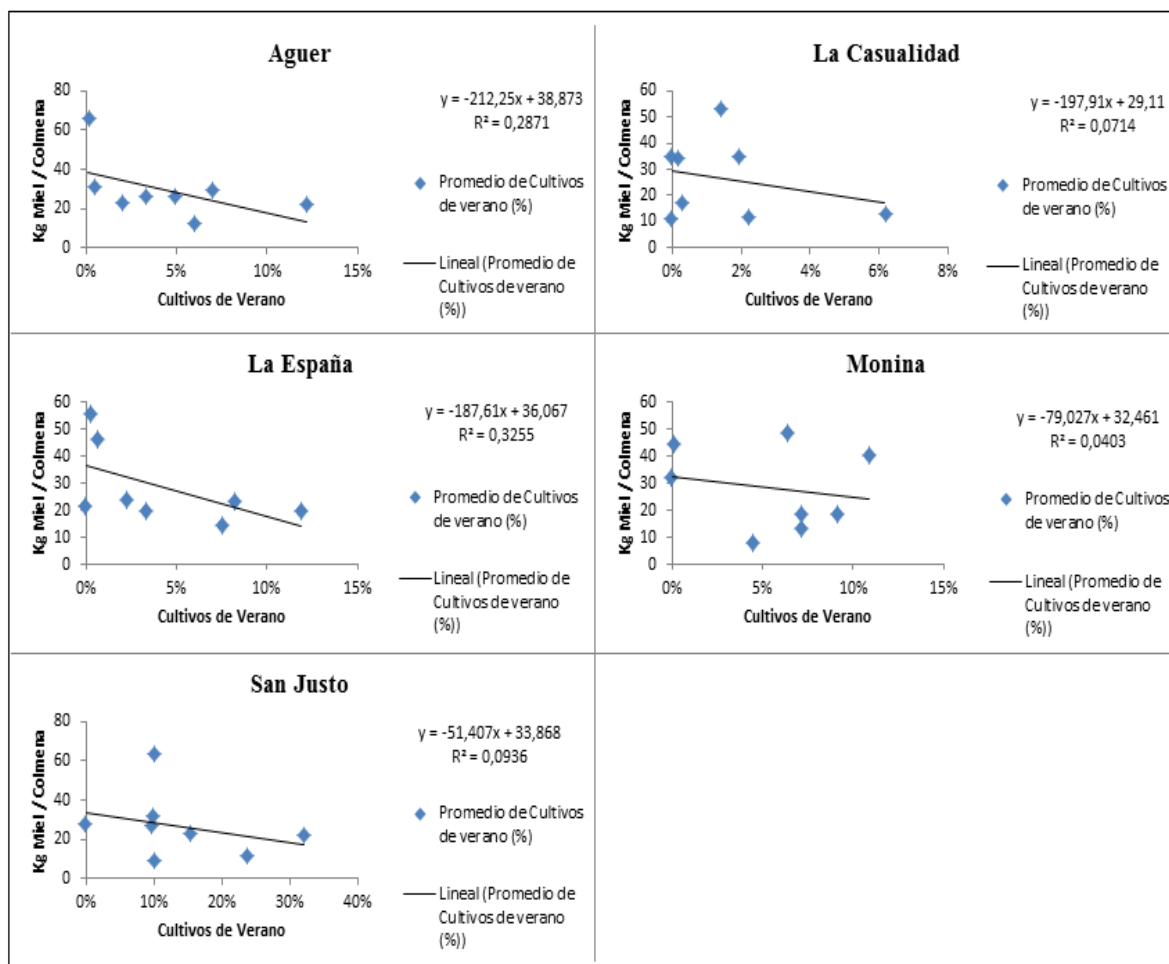 Aguer
Kg Miel / Colmena
80
60
40
20
0
0%
5%
10%
15%
Cultivos de Verano
y = -212,25x + 38,873
R² = 0,2871
Promedio de Cultivos
de verano (%)
Lineal (Promedio de
Cultivos de verano
(%))
La Casualidad
Kg Miel / Colmena
60
50
40
30
20
10
0
0%
2%
4%
6%
8%
Cultivos de Verano
y = -197,91x + 29,11
R² = 0,0714
Promedio de Cultivos
de verano (%)
Lineal (Promedio de
Cultivos de verano
(%))
La España
Kg Miel / Colmena
60
50
40
30
20
10
0
0%
5%
10%
15%
Cultivos de Verano
y = -187,61x + 36,067
R² = 0,3255
Promedio de Cultivos
de verano (%)
Lineal (Promedio de
Cultivos de verano
(%))
Monina
Kg Miel / Colmena
60
50
40
30
20
10
0
0%
5%
10%
15%
Cultivos de Verano
y = -79,027x + 32,461
R² = 0,0403
Promedio de Cultivos
de verano (%)
Lineal (Promedio de
Cultivos de verano
(%))
San Justo
Kg Miel / Colmena
80
60
40
20
0
0%
10%
20%
30%
40%
Cultivos de Verano
y = -51,407x + 33,868
R² = 0,0936
Promedio de Cultivos
de verano (%)
Lineal (Promedio de
Cultivos de verano
(%))